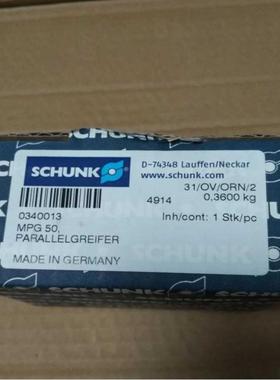 SCHUNK
D-74348 Lauffen/Neckar
www.schunk.com
31/OV/ORN/2
4914 0,3600 kg
0340013
Inh/cont: 1 Stk/pc
MPG 50,
PARALLELGREIFER
MADE IN GERMANY